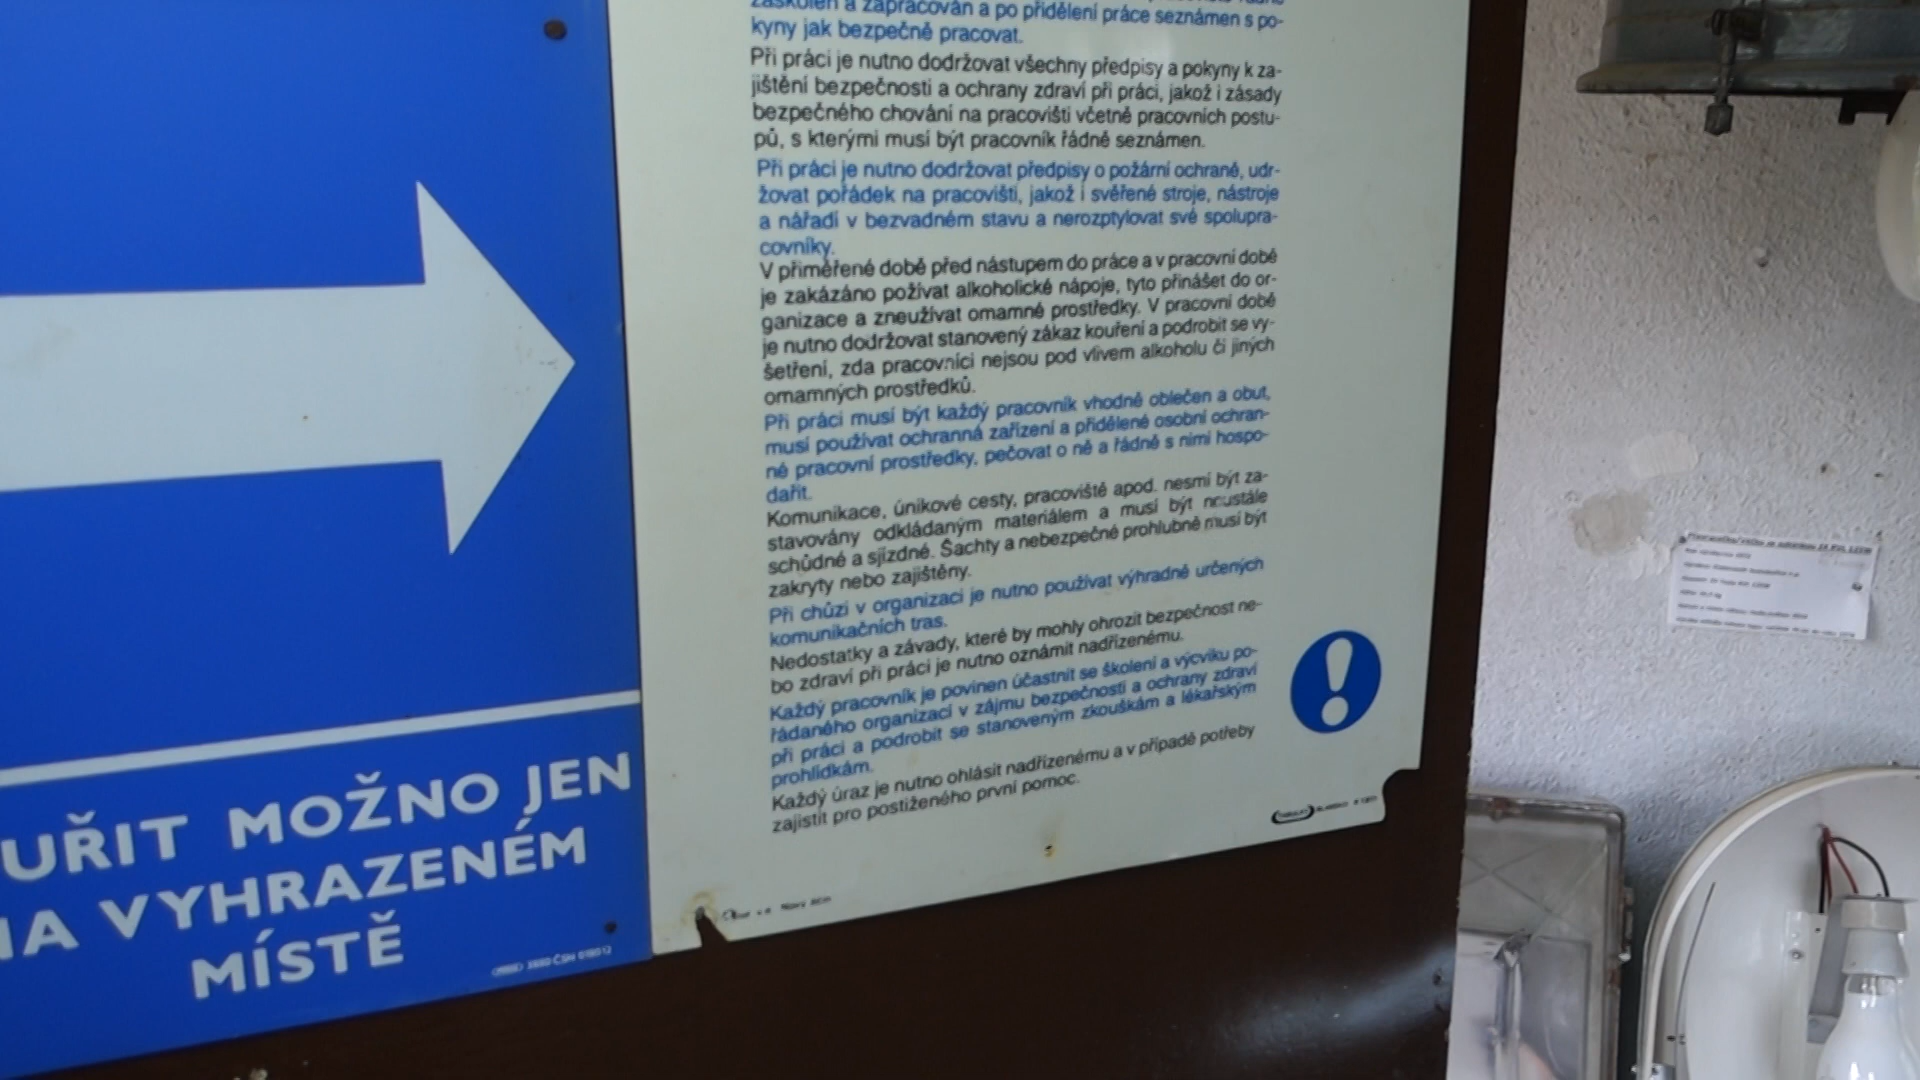 UŘIT MOŽNO JEN
NA VYHRAZENÉM
MÍSTĚ
zaškolen a zapracován a po přidělení práce seznámen s po-
kyny jak bezpečně pracovat.
Při práci je nutno dodržovat všechny předpisy a pokyny k za-
jištění bezpečnosti a ochrany zdraví při práci, jakož i zásady
bezpečného chování na pracovišti včetně pracovních postu-
pů, s kterými musí být pracovník řádně seznámen.
Při práci je nutno dodržovat předpisy o požární ochraně, udr-
žovat pořádek na pracovišti, jakož i svěřené stroje, nástroje
a nářadí v bezvadném stavu a nerozptylovat své spolupra-
covníky.
V přiměřené době před nástupem do práce a v pracovní době
je zakázáno požívat alkoholické nápoje, tyto přinášet do or-
ganizace a zneužívat omamné prostředky. V pracovní době
je nutno dodržovat stanovený zákaz kouření a podrobit se vy-
šetření, zda pracovníci nejsou pod vlivem alkoholu či jiných
omamných prostředků.
Při práci musí být každý pracovník vhodně oblečen a obut,
musí používat ochranná zařízení a přidělené osobní ochran-
né pracovní prostředky, pečovat o ně a řádně s nimi hospo-
dařit.
Komunikace, únikové cesty, pracoviště apod. nesmí být za-
stavovány odkládaným materiálem a musí být neustále
schůdné a sjízdné. Šachty a nebezpečné prohlubně musí být
zakryty nebo zajištěny.
Při chůzi v organizaci je nutno používat výhradně určených
komunikačních tras.
Nedostatky a závady, které by mohly ohrozit bezpečnost ne-
bo zdraví při práci je nutno oznámit nadřízenému.
Každý pracovník je povinen účastnit se školení a výcviku po-
řádaného organizací v zájmu bezpečnosti a ochrany zdraví
při práci a podrobit se stanoveným zkouškám a lékařským
prohlídkám.
Každý úraz je nutno ohlásit nadřízenému a v případě potřeby
zajistit pro postiženého první pomoc.